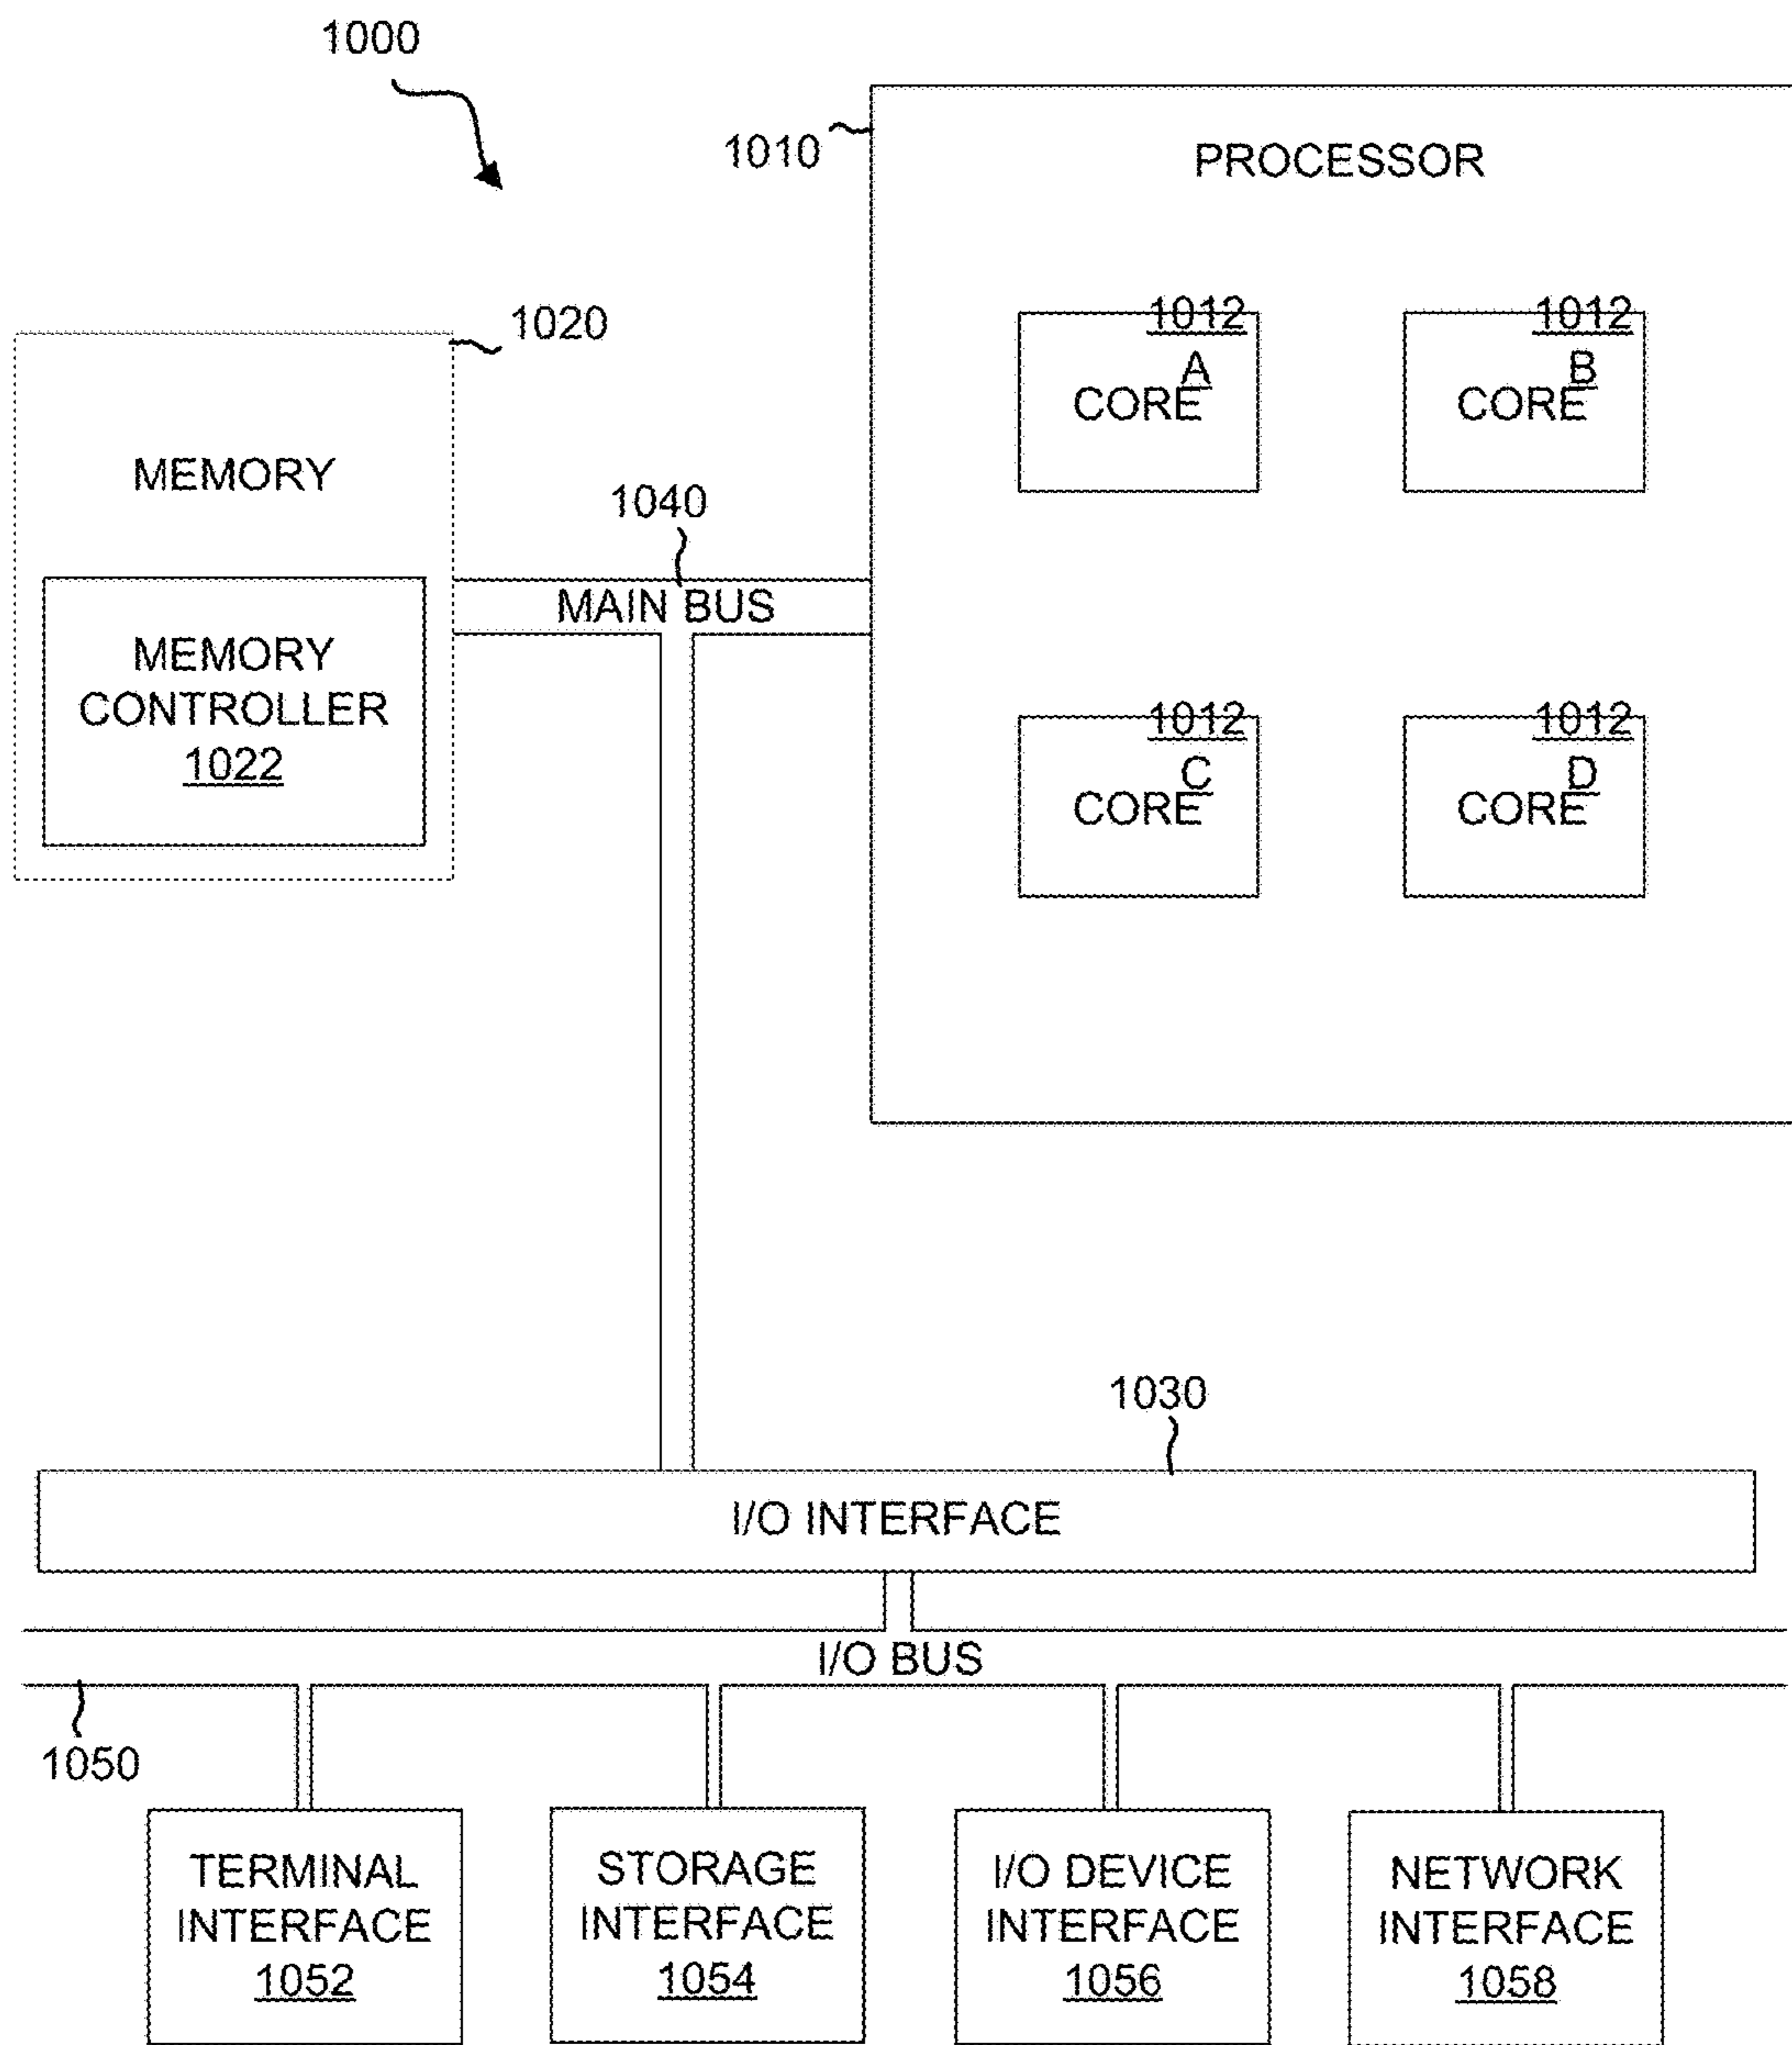 1000
1010
PROCESSOR
1012
A
CORE
1012
B
CORE
1020
MEMORY
1040
MAIN BUS
MEMORY
CONTROLLER
1022
1012
C
CORE
1012
D
CORE
1030
I/O INTERFACE
I/O BUS
1050
TERMINAL
INTERFACE
1052
STORAGE
INTERFACE
1054
I/O DEVICE
INTERFACE
1056
NETWORK
INTERFACE
1058